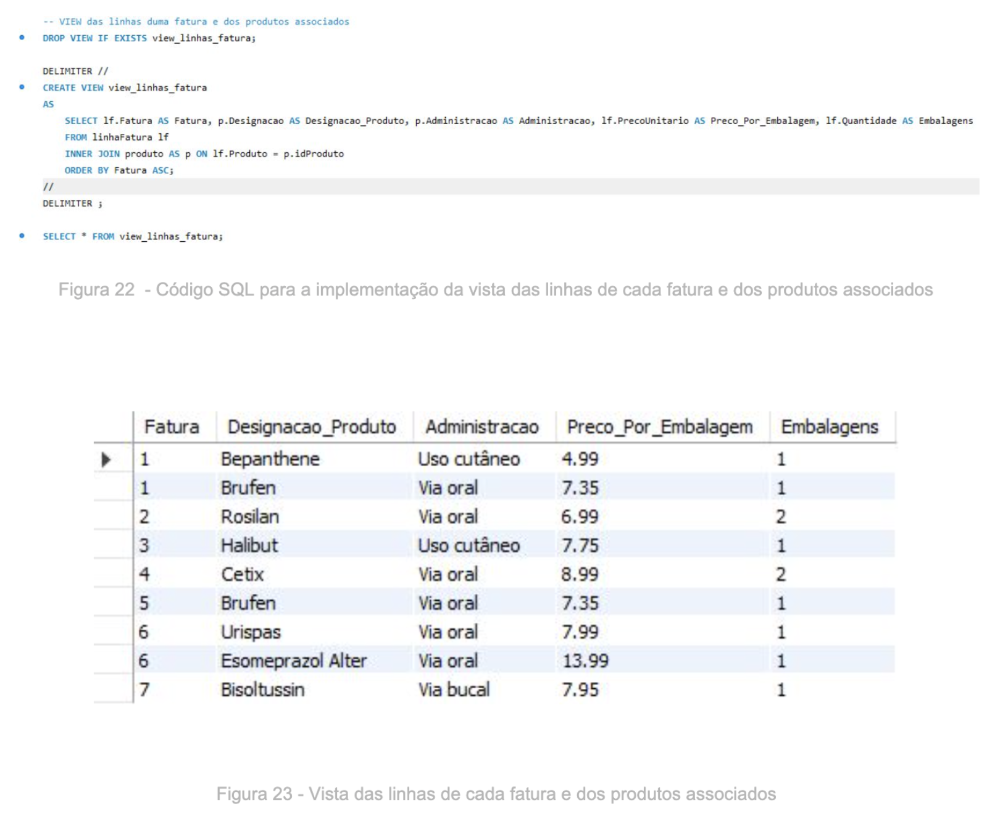 -- VIEW das linhas duma fatura e dos produtos associados
DROP VIEW IF EXISTS view_linhas_fatura;
DELIMITER //
CREATE VIEW view_linhas_fatura
AS
SELECT lf.Fatura AS Fatura, p.Designacao AS Designacao_Produto, p.Administracao AS Administracao, lf.PrecoUnitario AS Preco_Por_Embalagem, lf.Quantidade AS Embalagens
FROM linhaFatura lf
INNER JOIN produto AS p ON lf.Produto = p.idProduto
ORDER BY Fatura ASC;
//
DELIMITER ;
SELECT * FROM view_linhas_fatura;
Figura 22 - Código SQL para a implementação da vista das linhas de cada fatura e dos produtos associados
Fatura Designacao_Produto Administracao Preco_Por_Embalagem Embalagens
1 Bepanthene Uso cutâneo 4.99 1
1 Brufen Via oral 7.35 1
2 Rosilan Via oral 6.99 2
3 Halibut Uso cutâneo 7.75 1
4 Cetix Via oral 8.99 2
5 Brufen Via oral 7.35 1
6 Urispas Via oral 7.99 1
6 Esomeprazol Alter Via oral 13.99 1
7 Bisoltussin Via bucal 7.95 1
Figura 23 - Vista das linhas de cada fatura e dos produtos associados